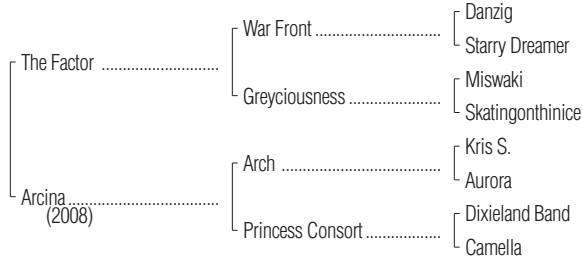 Danzig
War Front
Starry Dreamer
The Factor
Miswaki
Greyciousness
Skatingonthinice
Kris S.
Arch
Aurora
Arcina
(2008)
Dixieland Band
Princess Consort
Camella